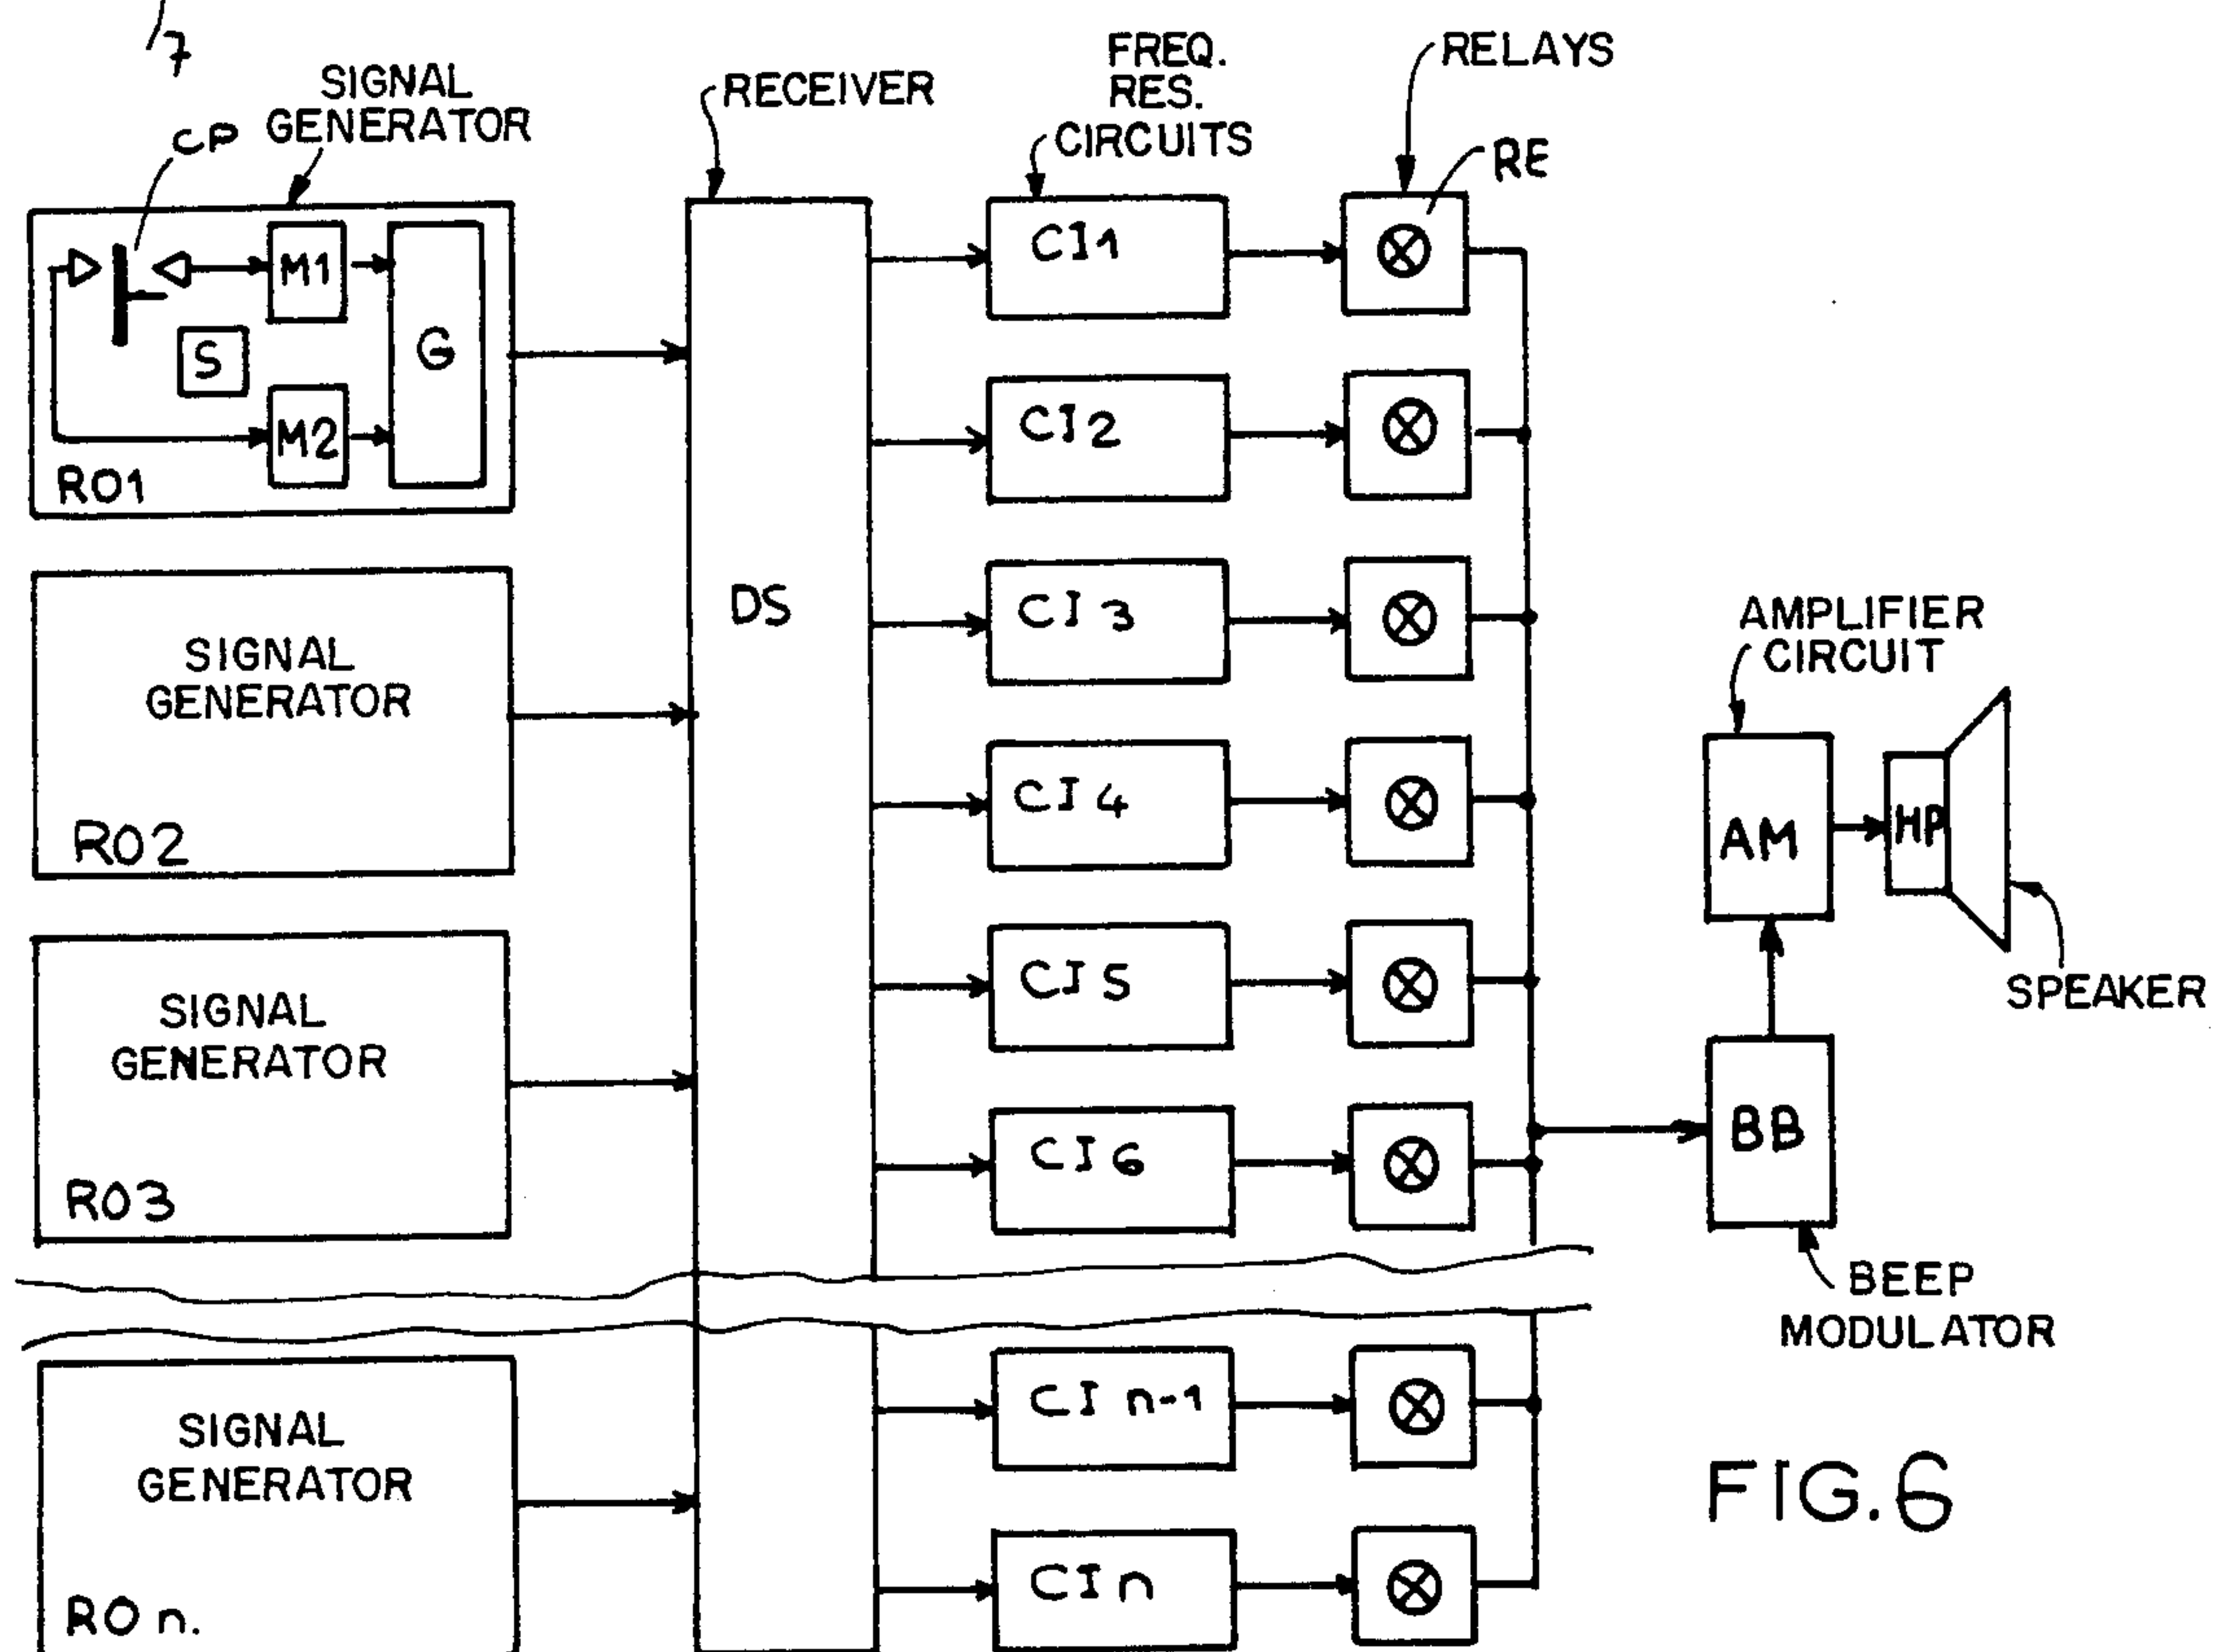 7
SIGNAL
GENERATOR
CP
RECEIVER
FREQ.
RES.
CIRCUITS
RELAYS
RE
M1
G
S
M2
RO1
CI1
CI2
CI3
CI4
CI5
CI6
DS
SIGNAL
GENERATOR
RO2
SIGNAL
GENERATOR
RO3
AMPLIFIER
CIRCUIT
AM
HP
SPEAKER
BB
BEEP
MODULATOR
SIGNAL
GENERATOR
RO n.
CI n-1
CI n
FIG.6